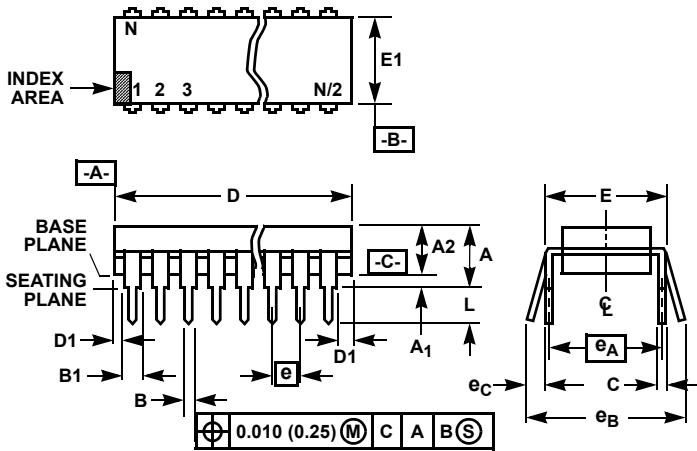 N
E1
INDEX
AREA
1 2 3 N/2
-B-
-A-
D
E
BASE
PLANE
A2
A
-C-
SEATING
PLANE
L
C L
D1
A1
D1
B1
e
eA
eC
C
B
eB
⌖ 0.010 (0.25) Ⓜ C A B Ⓢ